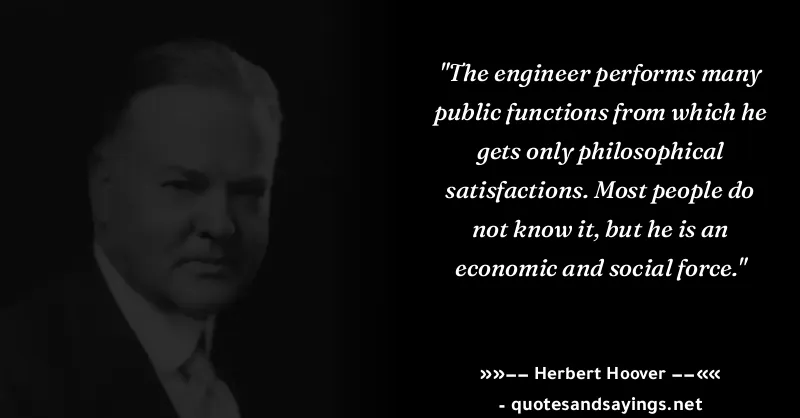 "The engineer performs many
public functions from which he
gets only philosophical
satisfactions. Most people do
not know it, but he is an
economic and social force."
»»−− Herbert Hoover −−««
- quotesandsayings.net